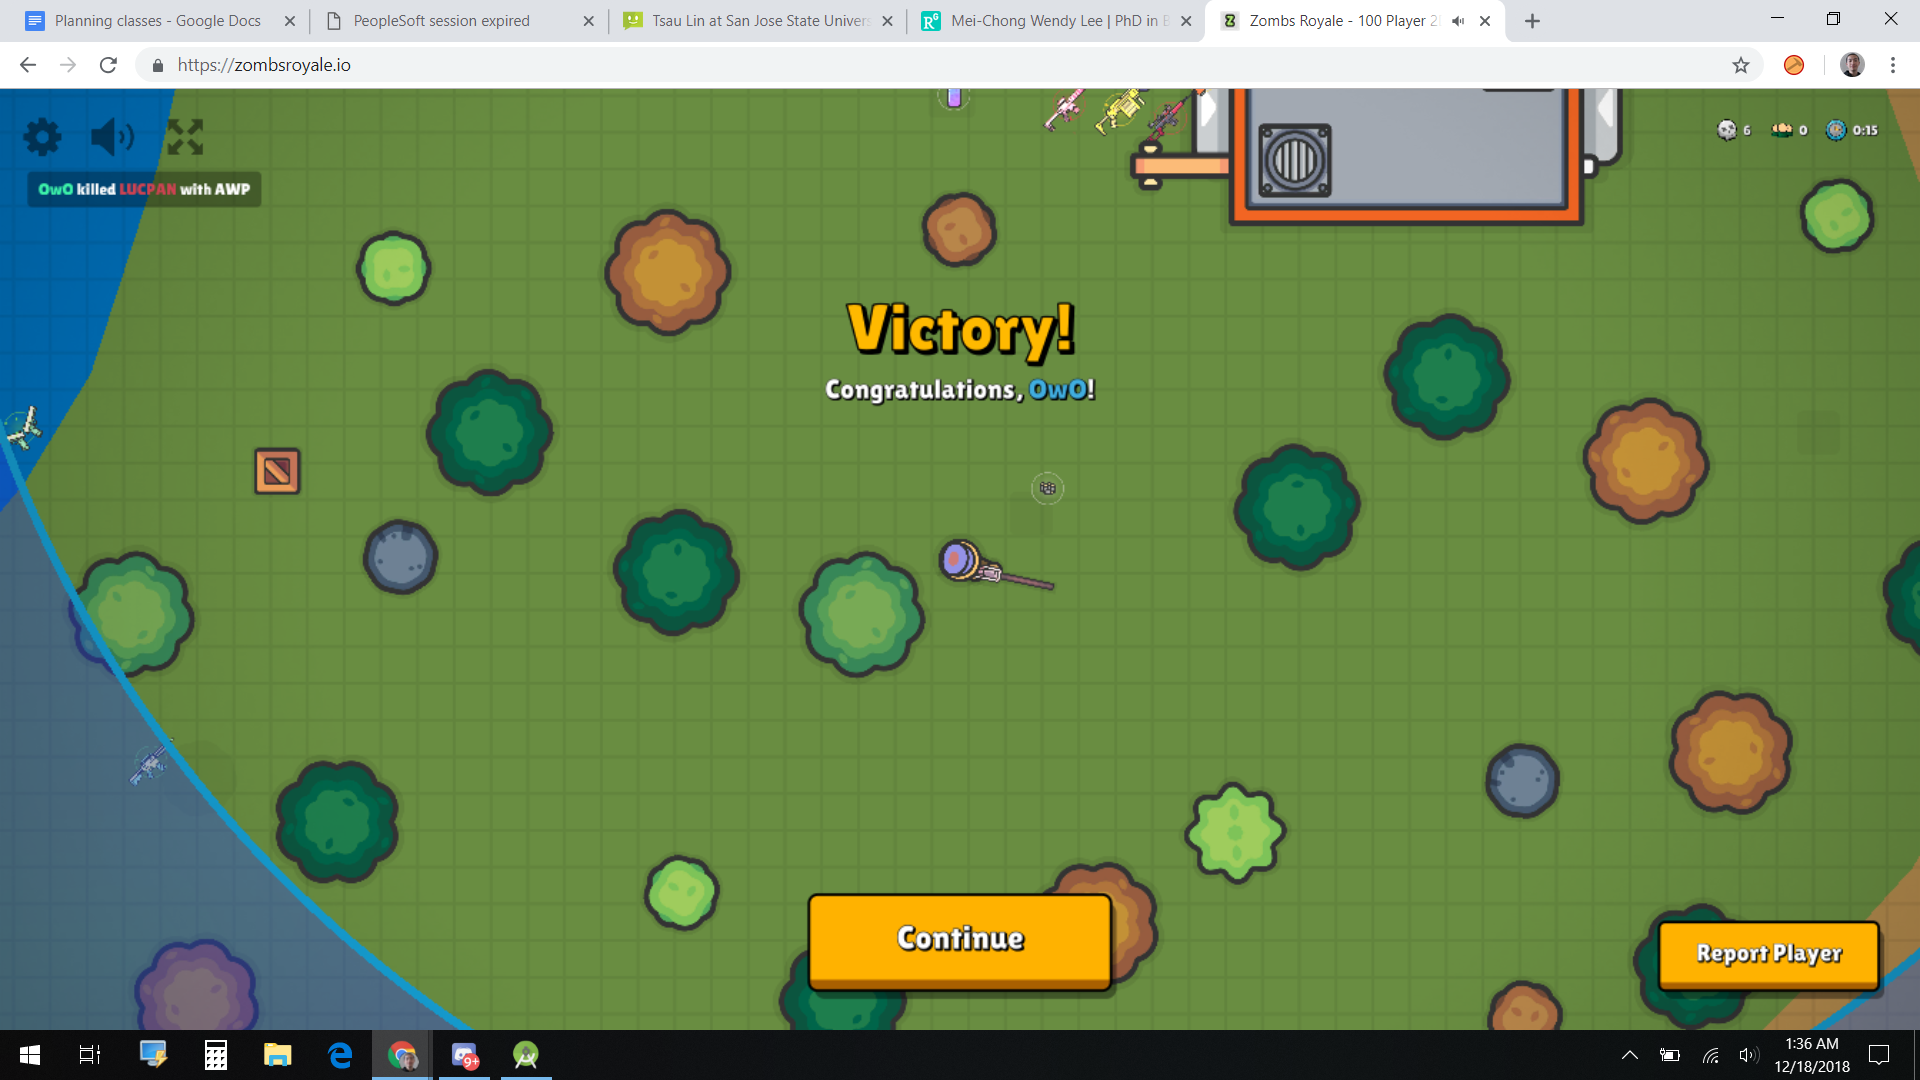 Planning classes - Google Docs
PeopleSoft session expired
Tsau Lin at San Jose State Univers
Mei-Chong Wendy Lee | PhD in B
Zombs Royale - 100 Player 2
https://zombsroyale.io
6 0 0:15
OwO killed LUCPAN with AWP
Victory!
Congratulations, OwO!
Continue
Report Player
9+
1:36 AM
12/18/2018